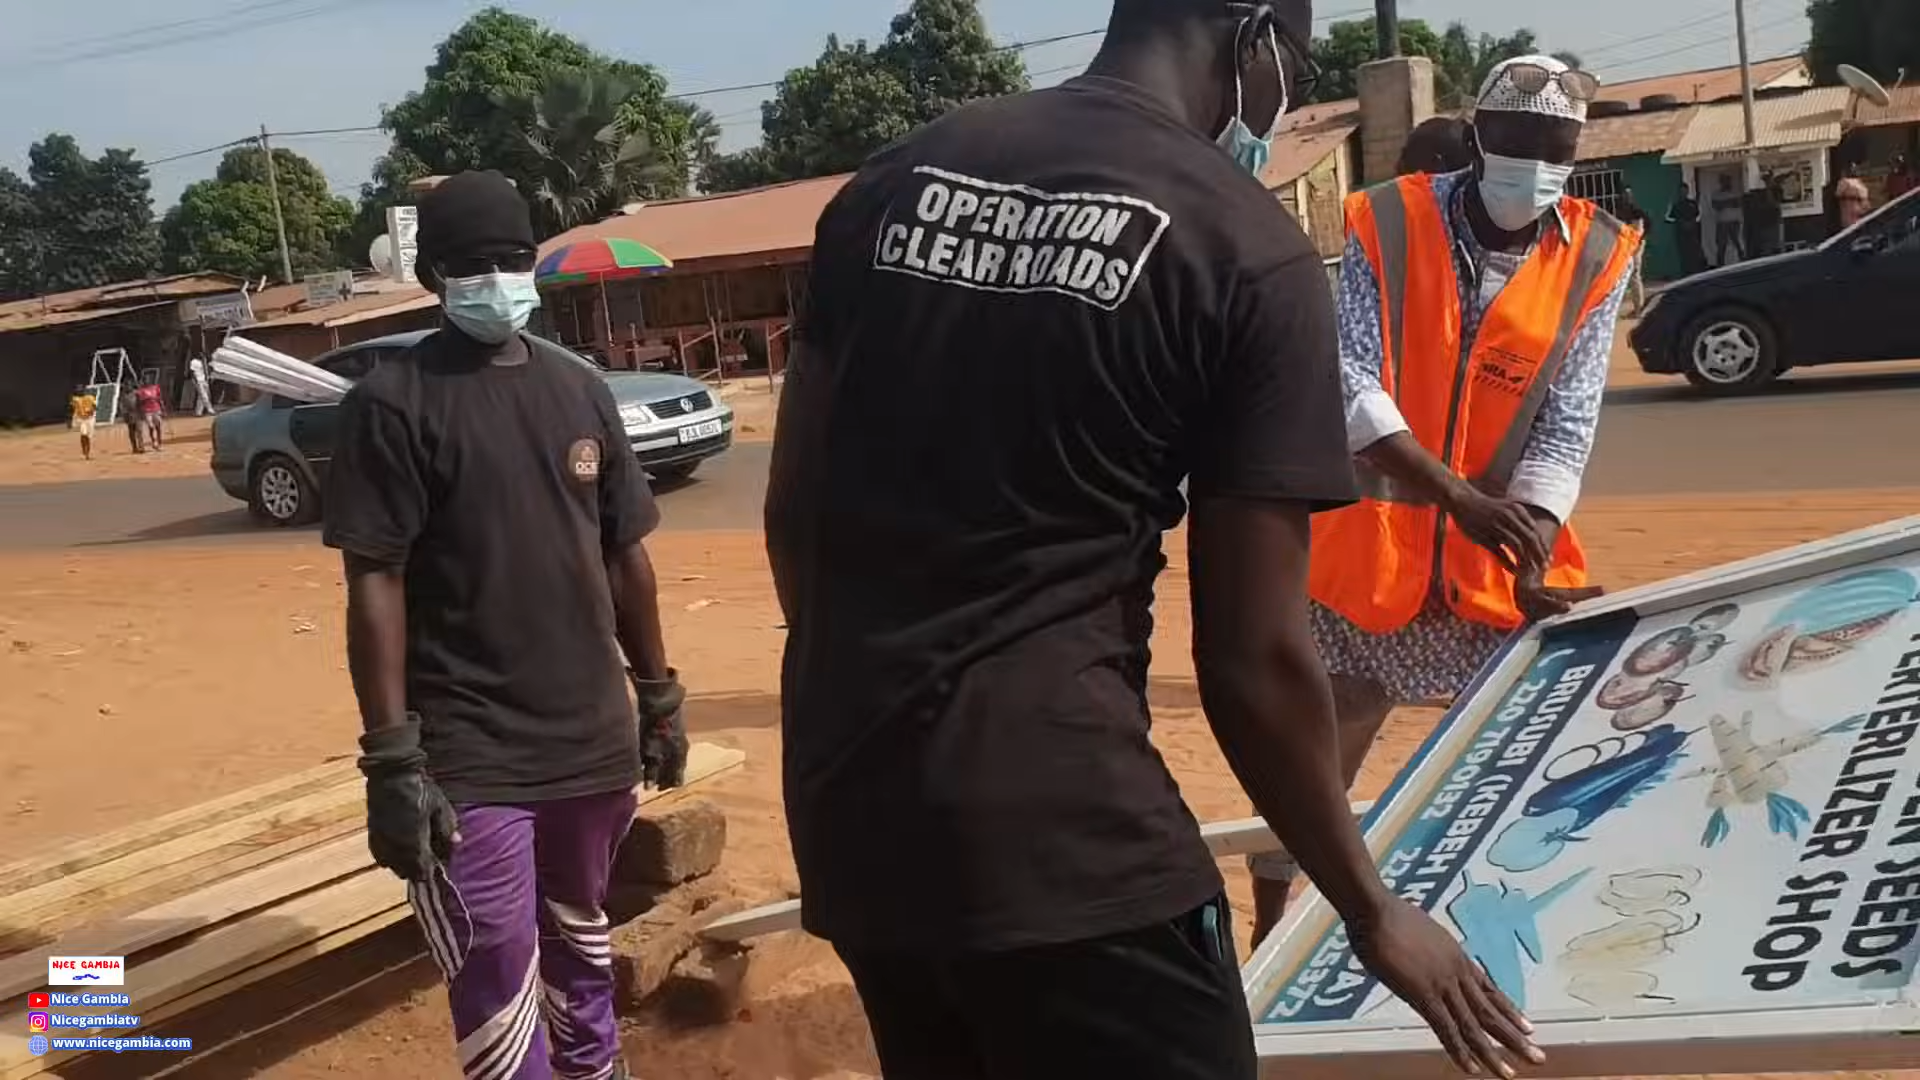 OPERATION
CLEAR ROADS
BRUSUBI (KEBEH
220 7190132
SEEDS
FERTERLIZER SHOP
NICE GAMBIA
Nice Gambia
Nicegambiatv
www.nicegambia.com